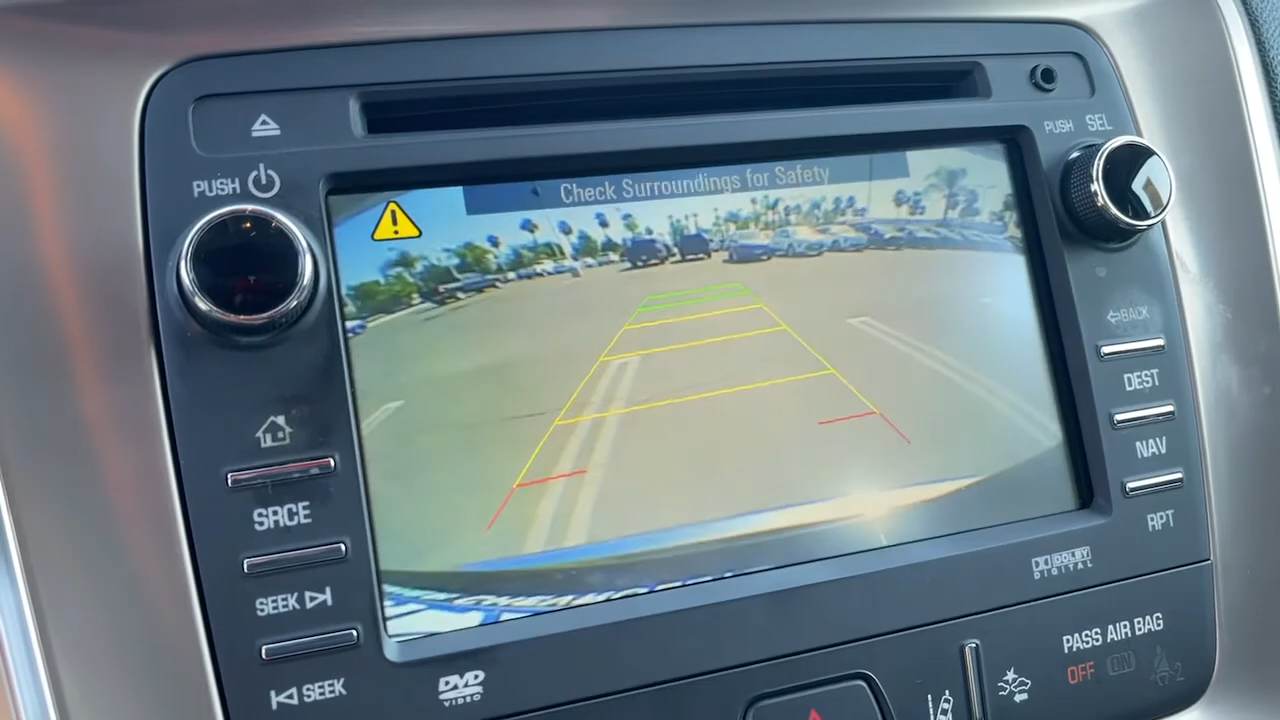 PUSH
PUSH SEL
Check Surroundings for Safety
BACK
DEST
NAV
RPT
SRCE
SEEK
SEEK
DVD
VIDEO
DOLBY
DIGITAL
PASS AIR BAG
OFF ON 2